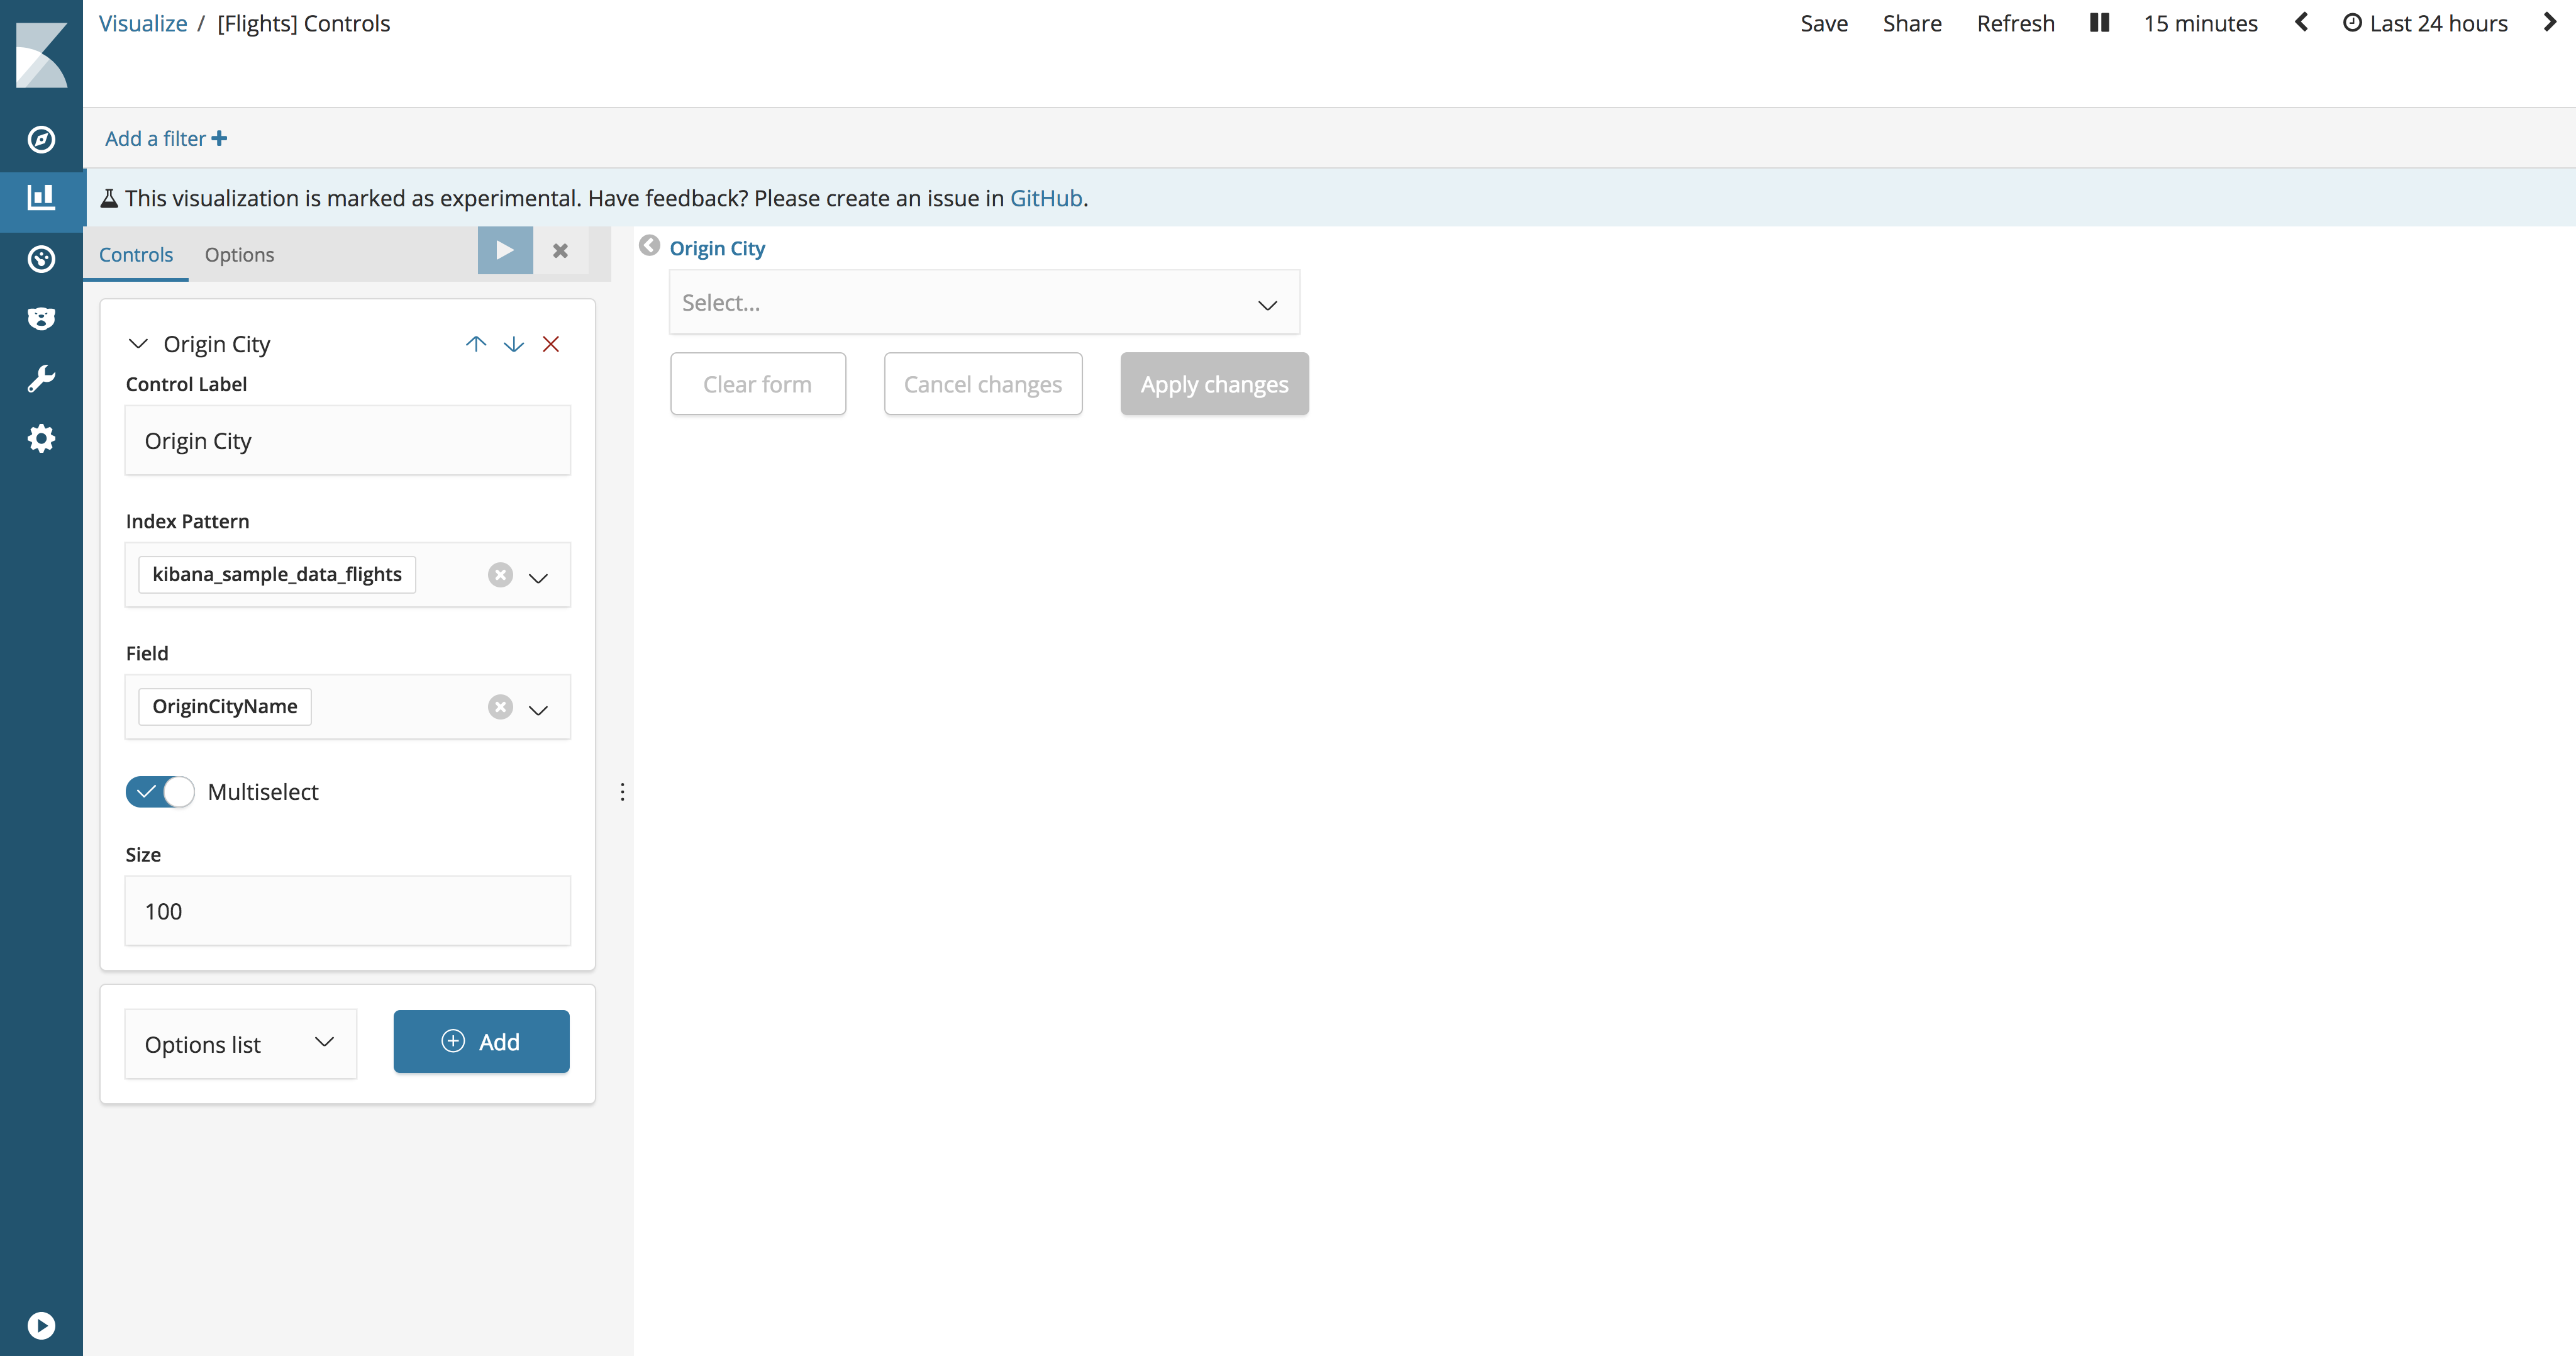 Visualize / [Flights] Controls
Save Share Refresh 15 minutes Last 24 hours
Add a filter
This visualization is marked as experimental. Have feedback? Please create an issue in GitHub.
Controls Options
Origin City
Control Label
Origin City
Index Pattern
kibana_sample_data_flights
Field
OriginCityName
Multiselect
Size
100
Options list Add
Origin City
Select...
Clear form Cancel changes Apply changes